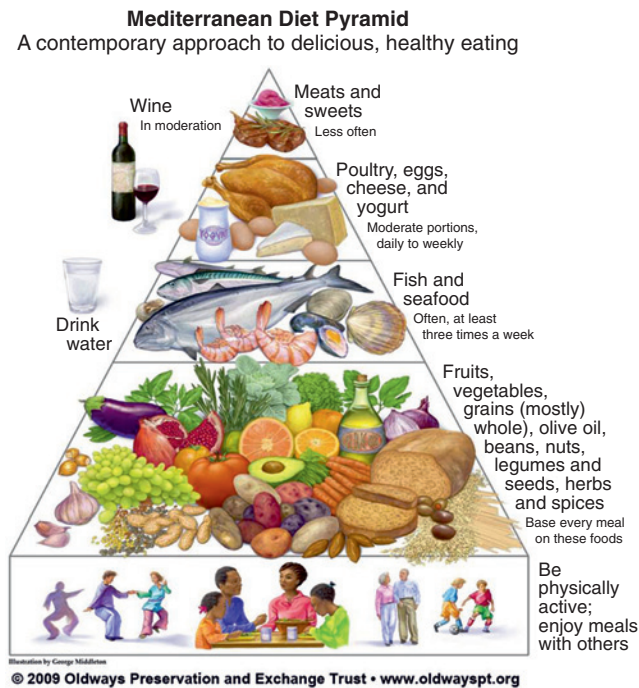 Mediterranean Diet Pyramid
A contemporary approach to delicious, healthy eating
Wine
In moderation
Meats and
sweets
Less often
Poultry, eggs,
cheese, and
yogurt
Moderate portions,
daily to weekly
Drink
water
Fish and
seafood
Often, at least
three times a week
Fruits,
vegetables,
grains (mostly)
whole), olive oil,
beans, nuts,
legumes and
seeds, herbs
and spices
Base every meal
on these foods
Be
physically
active;
enjoy meals
with others
Illustration by George Middleton
© 2009 Oldways Preservation and Exchange Trust • www.oldwayspt.org